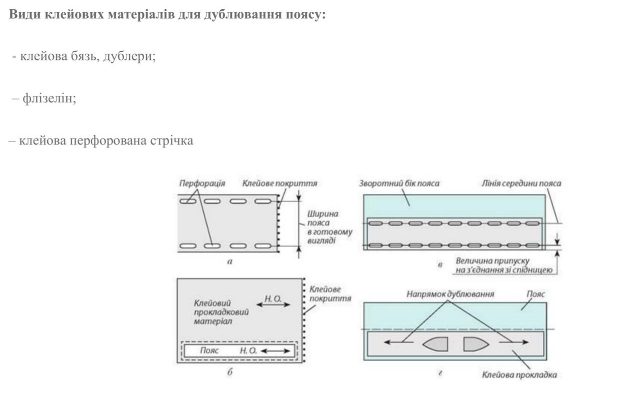 Види клейових матеріалів для дублювання поясу:
- клейова бязь, дублери;
– флізелін;
– клейова перфорована стрічка
Перфорація
Клейове покриття
Ширина
пояса
в готовому
вигляді
а
Зворотний бік пояса
Лінія середини пояса
Величина припуску
на з'єднання зі спідницею
в
Клейовий
прокладковий
матеріал
Н. О.
Клейове
покриття
Пояс Н. О.
б
Напрямок дублювання
Пояс
Клейова прокладка
г